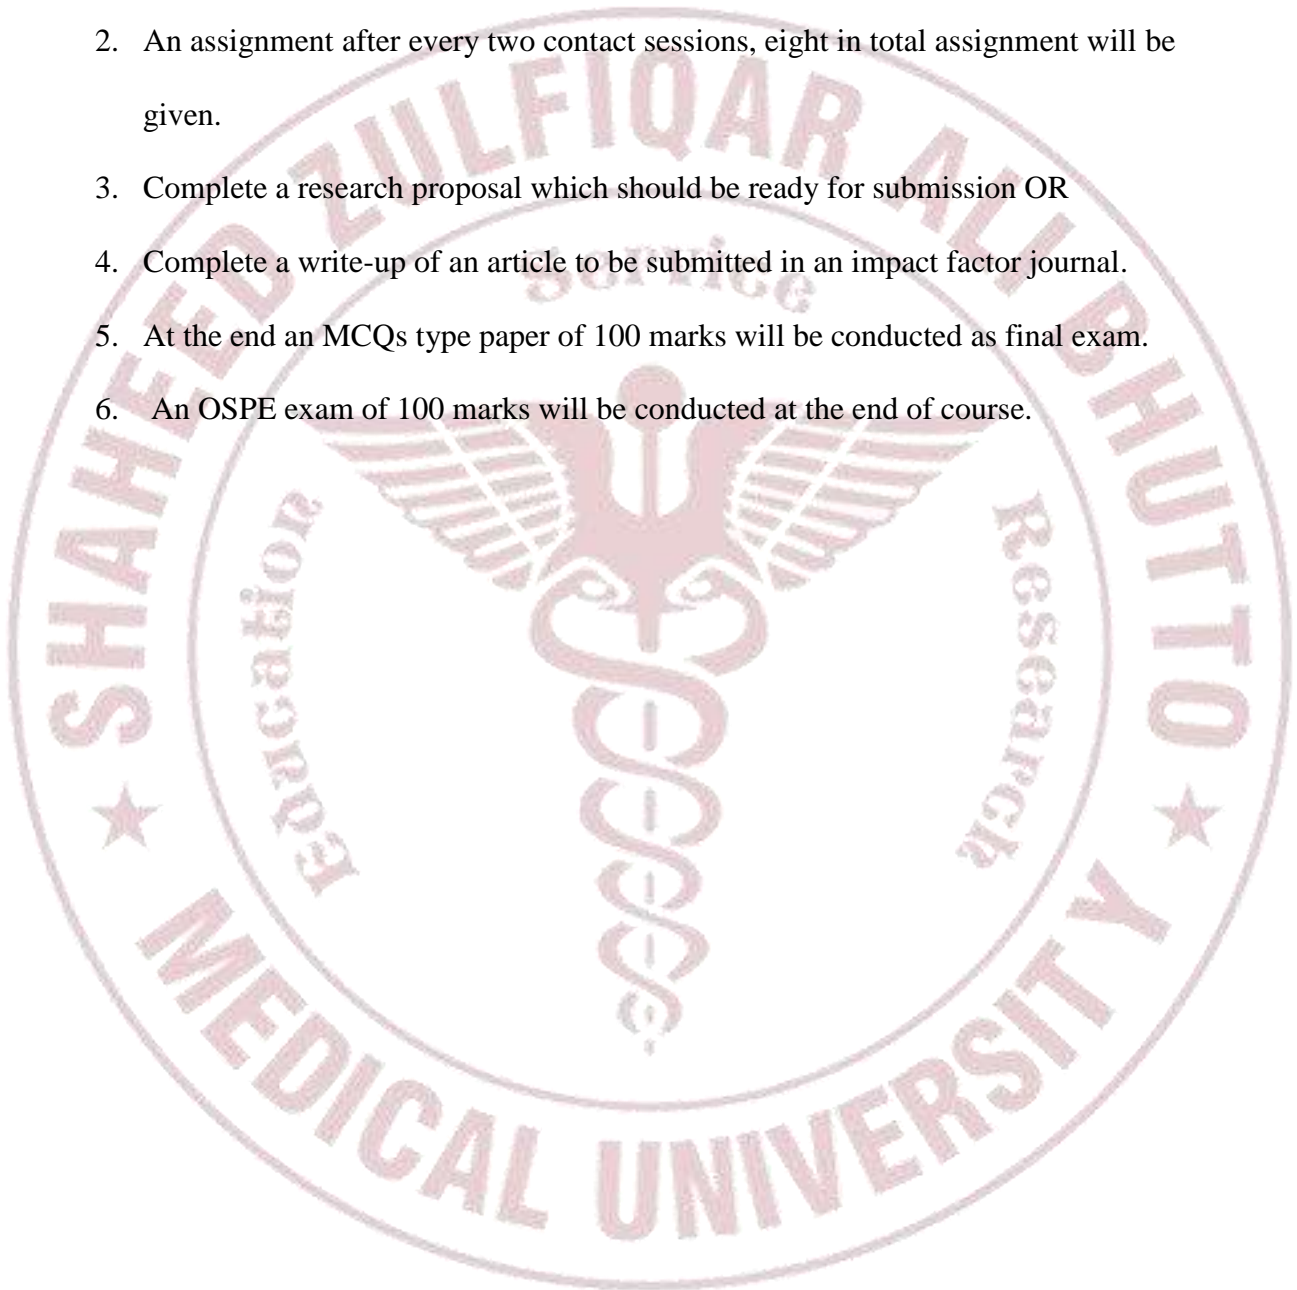 2. An assignment after every two contact sessions, eight in total assignment will be
given.
3. Complete a research proposal which should be ready for submission OR
4. Complete a write-up of an article to be submitted in an impact factor journal.
5. At the end an MCQs type paper of 100 marks will be conducted as final exam.
6. An OSPE exam of 100 marks will be conducted at the end of course.
SHAHEED ZULFIQAR ALI BHUTTO
MEDICAL UNIVERSITY
Service
Education
Research